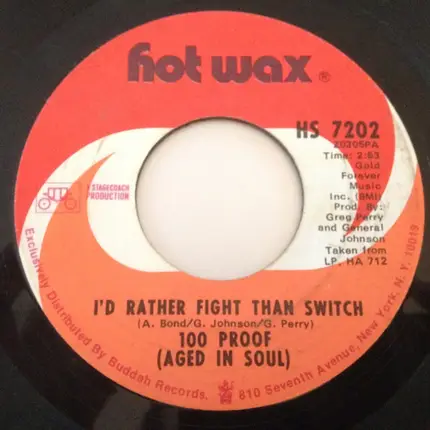 hot wax ®
HS 7202
Z0205PA
Time: 2:53
Gold
Forever
Music
Inc. (BMI)
Prod. By:
Greg Perry
and General
Johnson
Taken from
LP. HA 712
A STAGECOACH
PRODUCTION
I'D RATHER FIGHT THAN SWITCH
(A. Bond/G. Johnson/G. Perry)
100 PROOF
(AGED IN SOUL)
Exclusively Distributed By Buddah Records. 810 Seventh Avenue, New York, N. Y. 10019